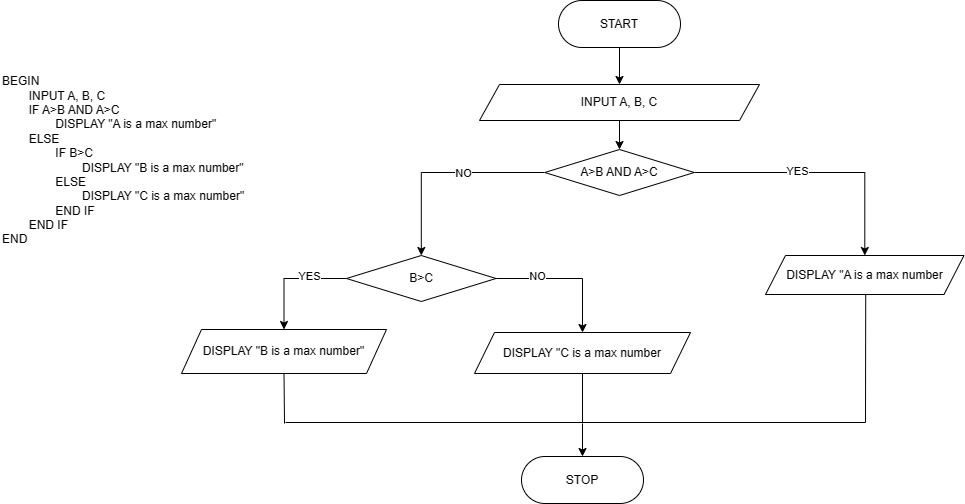 BEGIN
INPUT A, B, C
IF A>B AND A>C
DISPLAY "A is a max number"
ELSE
IF B>C
DISPLAY "B is a max number"
ELSE
DISPLAY "C is a max number"
END IF
END IF
END
START
INPUT A, B, C
A>B AND A>C
NO
YES
B>C
YES
NO
DISPLAY "A is a max number
DISPLAY "B is a max number"
DISPLAY "C is a max number
STOP